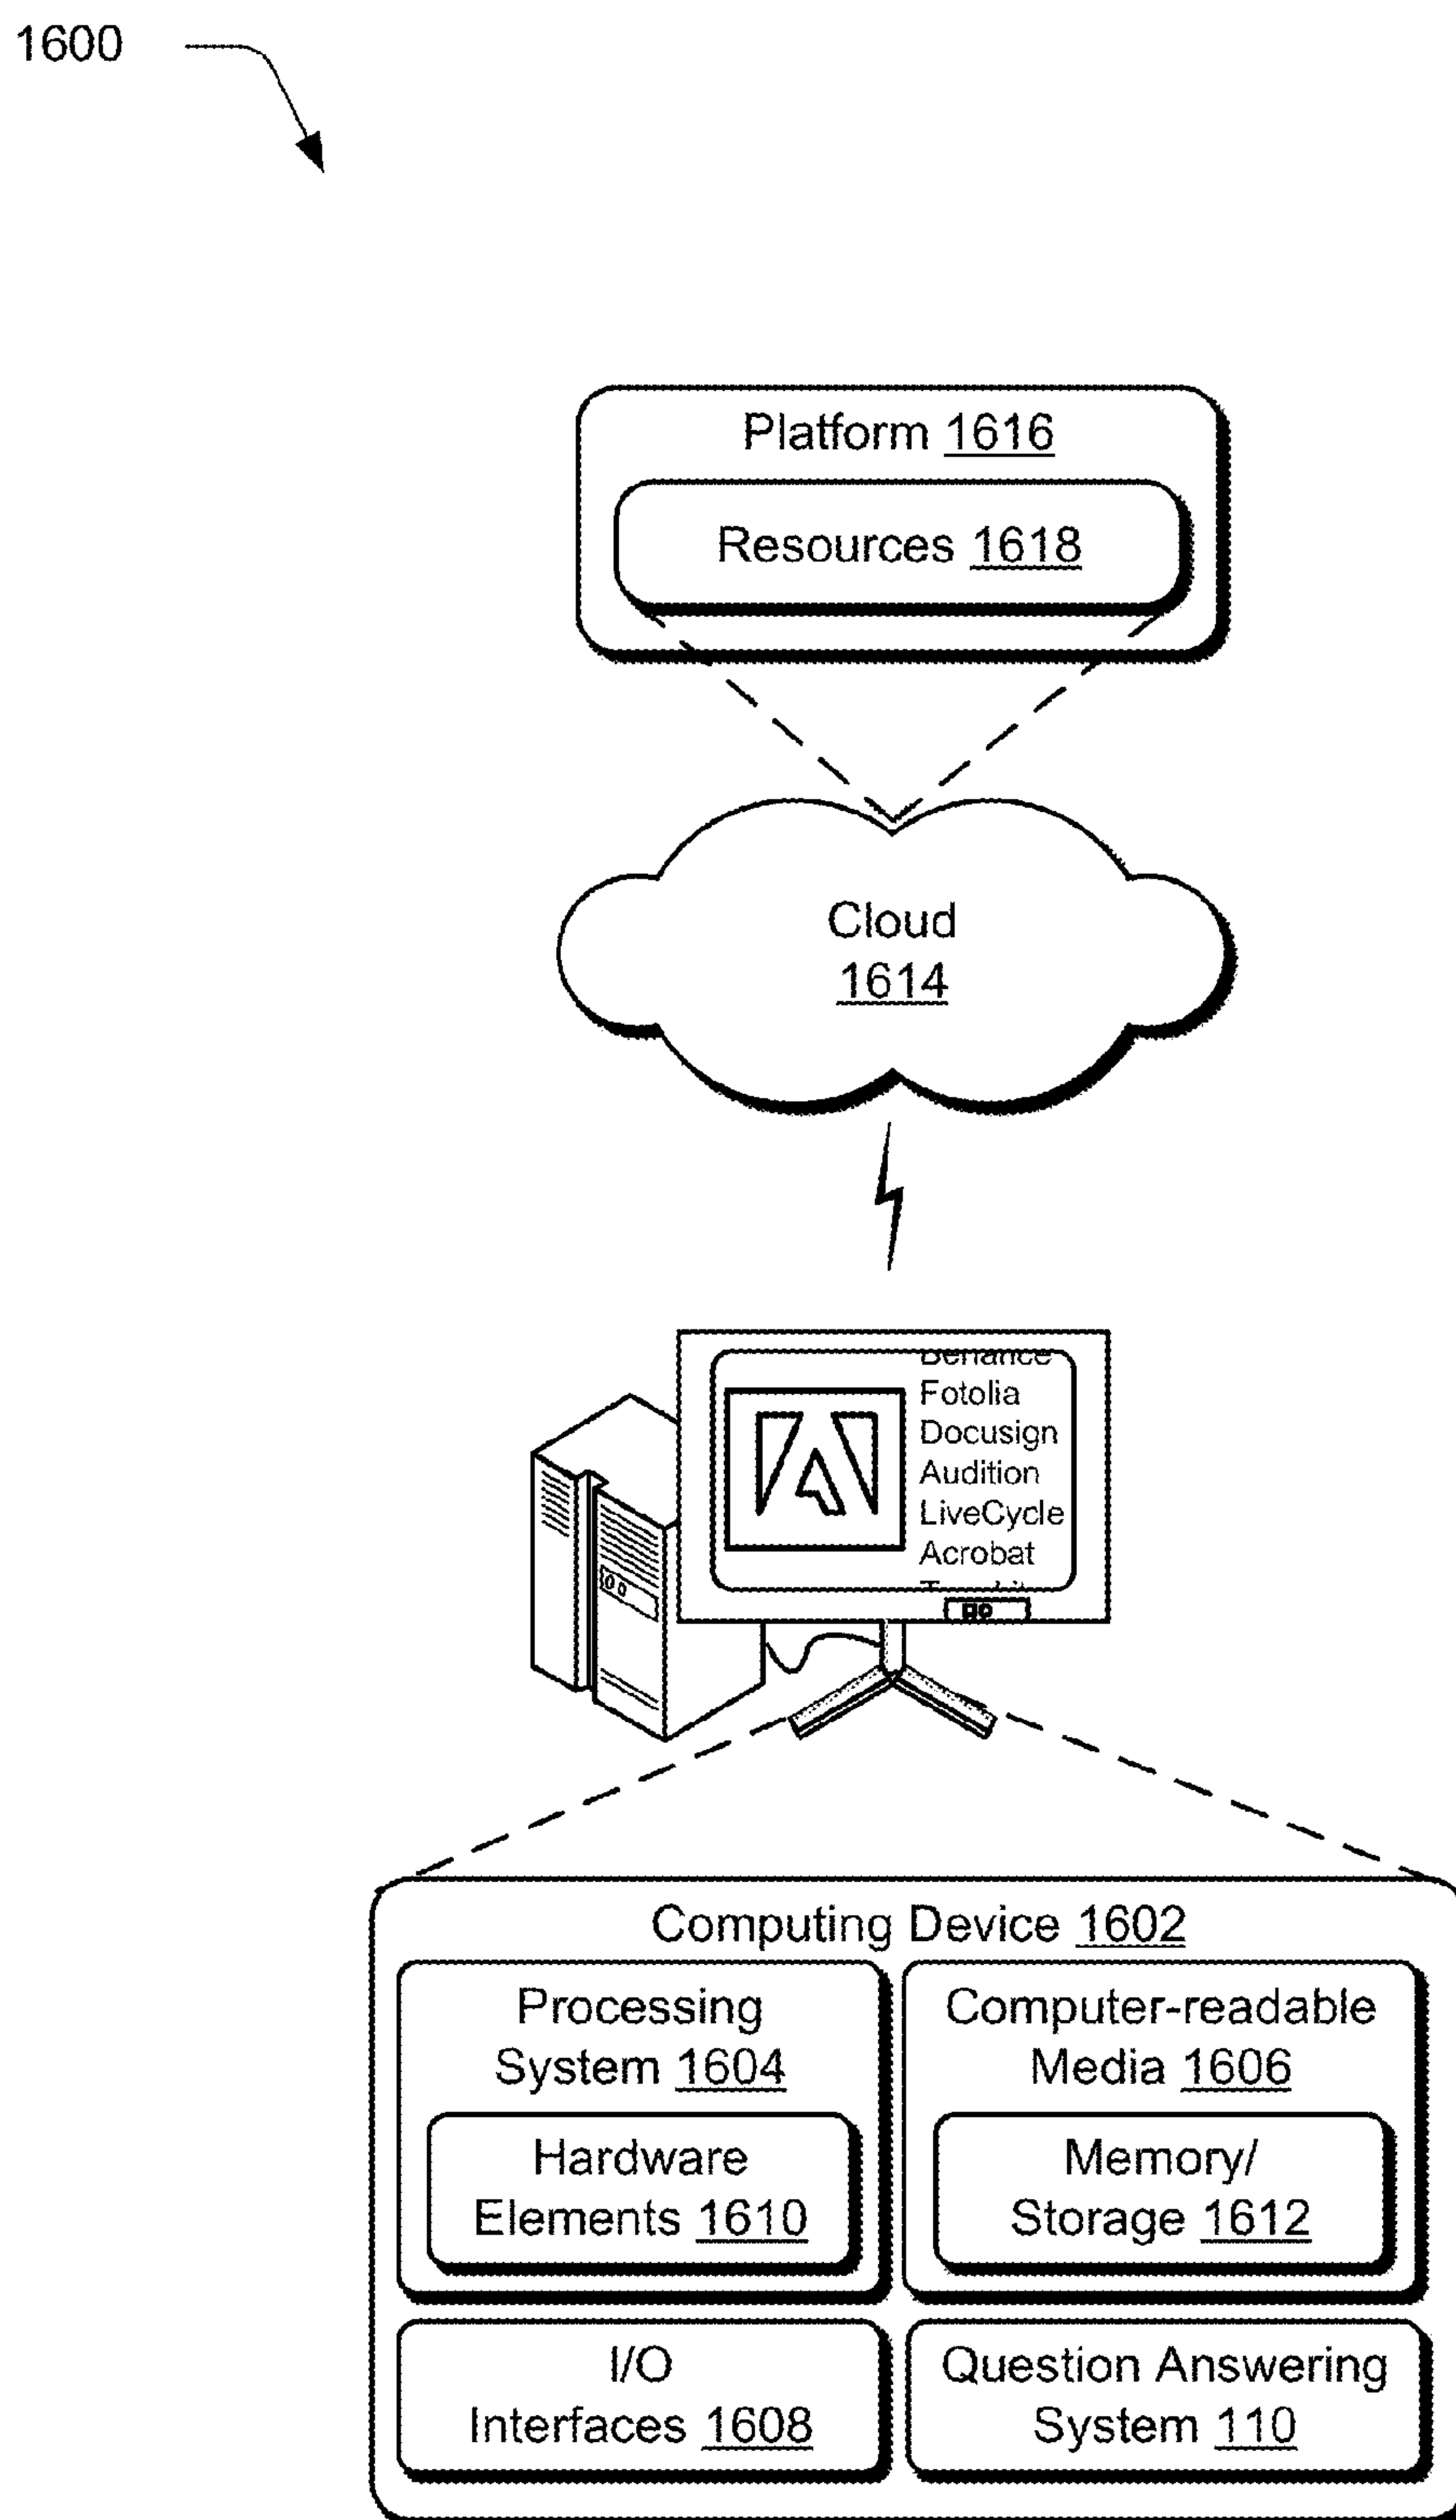 1600
Platform 1616
Resources 1618
Cloud
1614
Fotolia
Docusign
Audition
LiveCycle
Acrobat
Computing Device 1602
Processing
System 1604
Hardware
Elements 1610
Computer-readable
Media 1606
Memory/
Storage 1612
I/O
Interfaces 1608
Question Answering
System 110